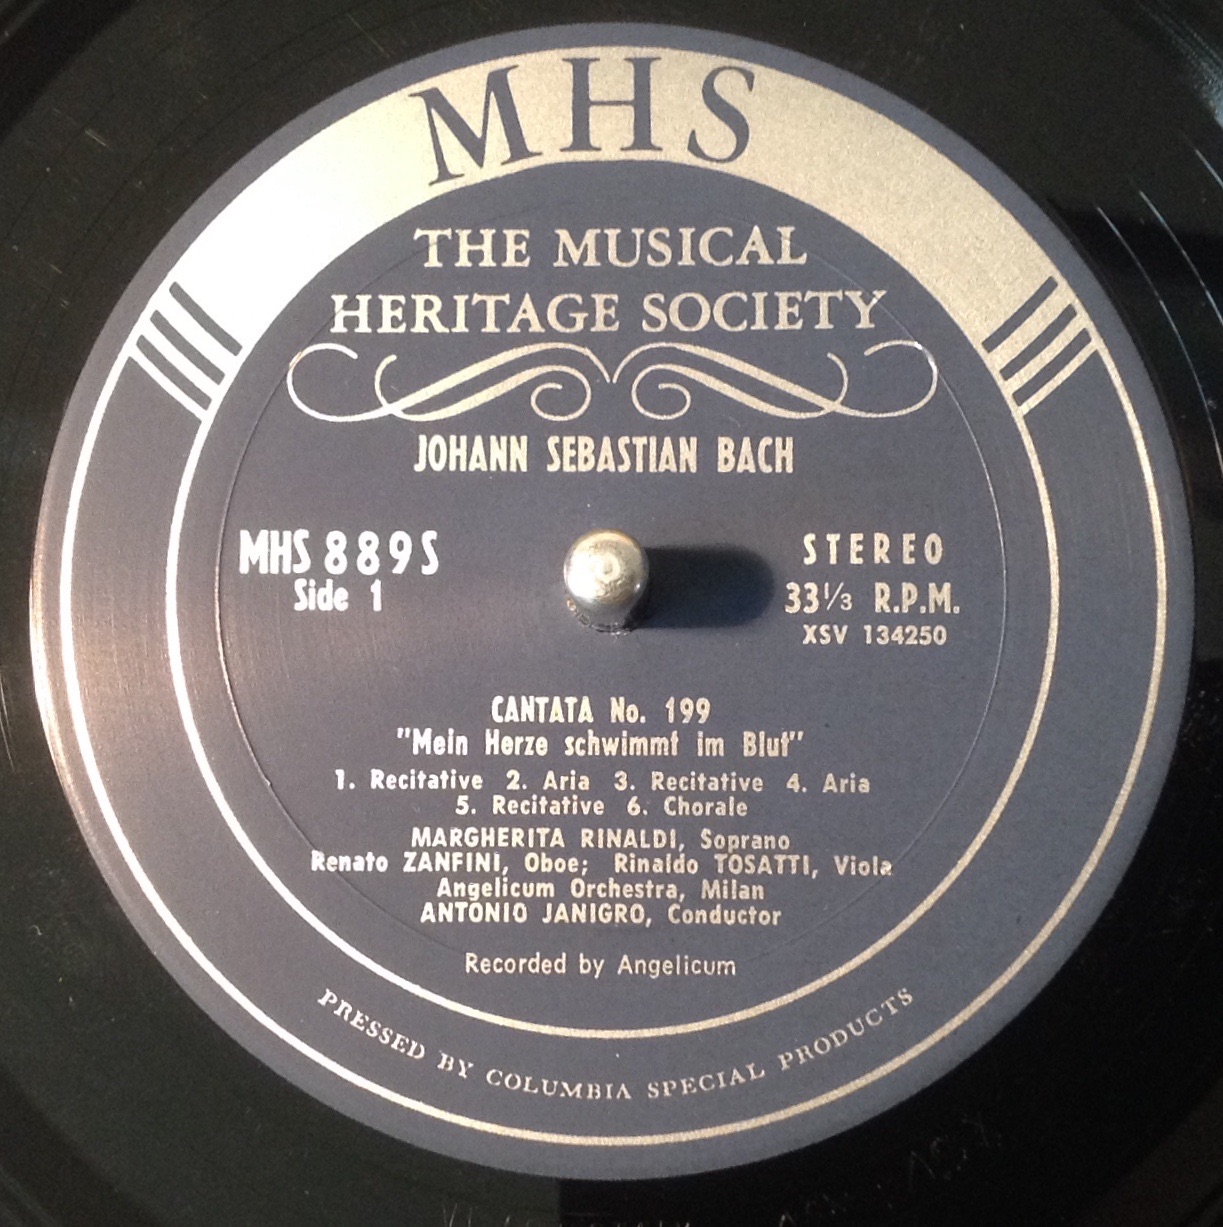 MHS
THE MUSICAL
HERITAGE SOCIETY
JOHANN SEBASTIAN BACH
MHS 889S
Side 1
STEREO
33⅓ R.P.M.
XSV 134250
CANTATA No. 199
"Mein Herze schwimmt im Blut"
1. Recitative 2. Aria 3. Recitative 4. Aria
5. Recitative 6. Chorale
MARGHERITA RINALDI, Soprano
Renato ZANFINI, Oboe; Rinaldo TOSATTI, Viola
Angelicum Orchestra, Milan
ANTONIO JANIGRO, Conductor
Recorded by Angelicum
PRESSED BY COLUMBIA SPECIAL PRODUCTS